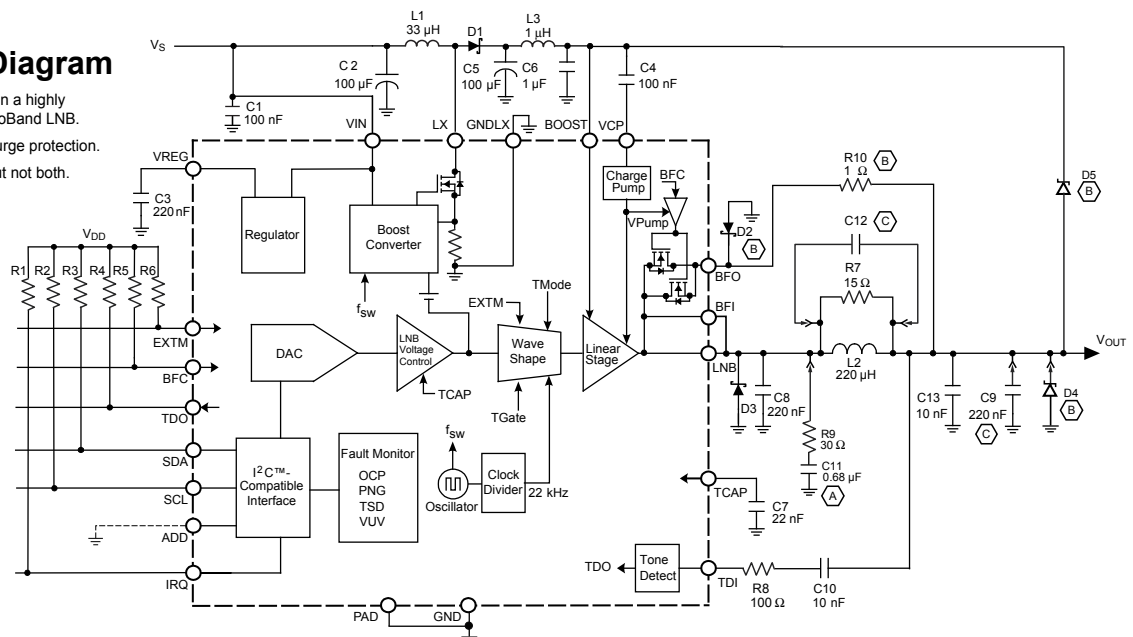 Diagram
n a highly
oBand LNB.
urge protection.
ut not both.
L1
33 µH
D1
L3
1 µH
VS
C2
100 µF
C5
100 µF
C6
1 µF
C4
100 nF
C1
100 nF
VIN
LX
GNDLX
BOOST
VCP
VREG
C3
220 nF
VDD
R1
R2
R3
R4
R5
R6
Regulator
Boost
Converter
fsw
Charge
Pump
BFC
VPump
D2
B
BFO
R10
1 Ω
B
C12
C
R7
15 Ω
D5
B
BFI
EXTM
BFC
TDO
SDA
SCL
ADD
IRQ
DAC
LNB
Voltage
Control
TCAP
EXTM
TMode
Wave
Shape
TGate
Linear
Stage
LNB
L2
220 µH
VOUT
D3
C8
220 nF
R9
30 Ω
C11
0.68 µF
A
C13
10 nF
C9
220 nF
C
D4
B
I2C™-
Compatible
Interface
Fault Monitor
OCP
PNG
TSD
VUV
fsw
Oscillator
Clock
Divider
22 kHz
TCAP
C7
22 nF
TDO
Tone
Detect
TDI
R8
100 Ω
C10
10 nF
PAD
GND